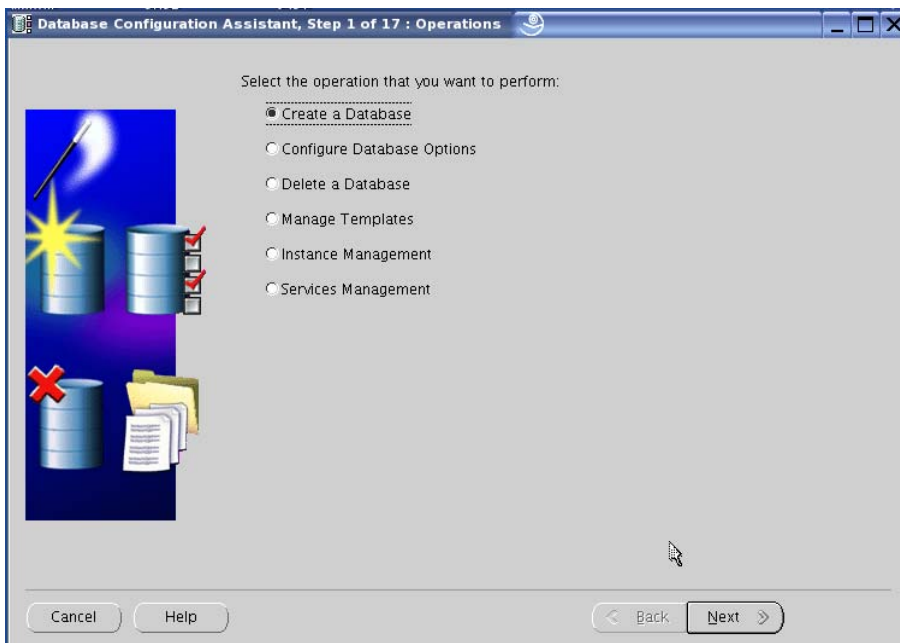 Database Configuration Assistant, Step 1 of 17 : Operations
Select the operation that you want to perform:
Create a Database
Configure Database Options
Delete a Database
Manage Templates
Instance Management
Services Management
Cancel
Help
Back
Next